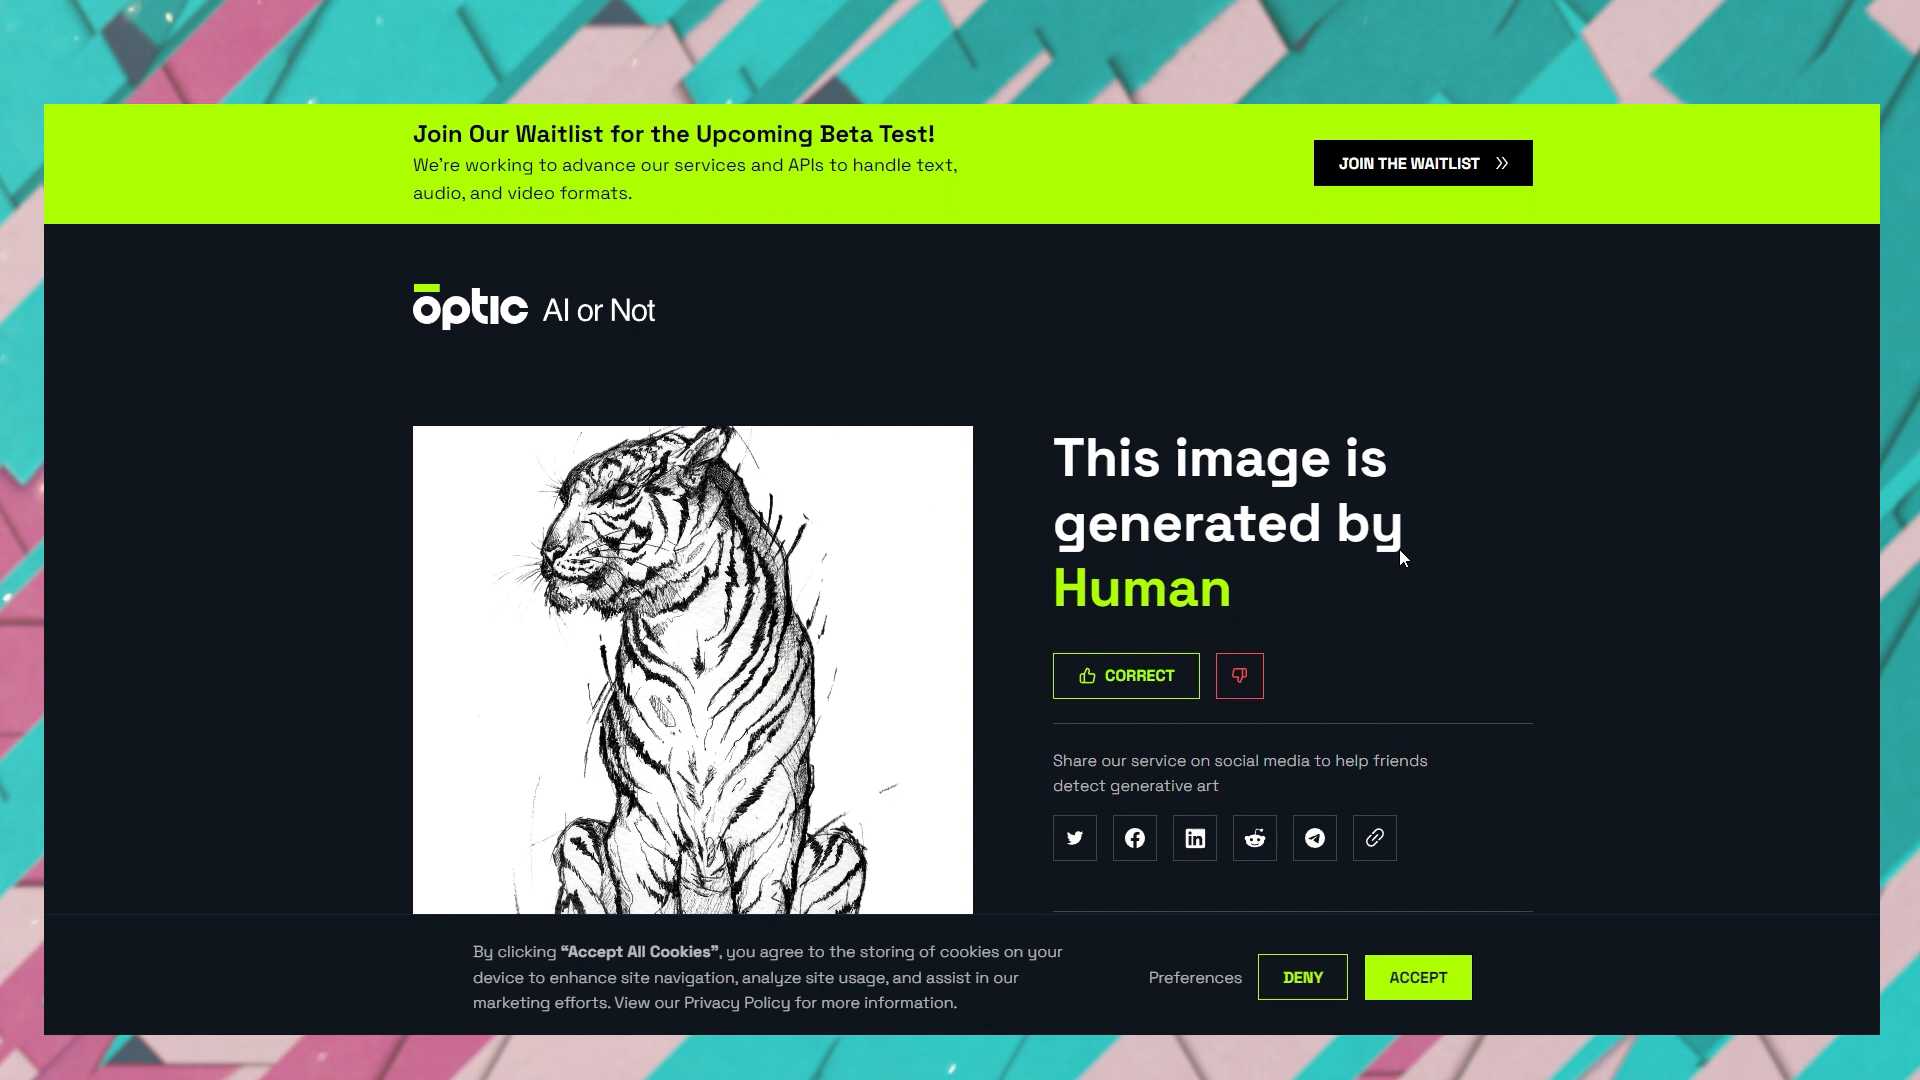 Join Our Waitlist for the Upcoming Beta Test!
We're working to advance our services and APIs to handle text,
audio, and video formats.
JOIN THE WAITLIST
optic AI or Not
This image is
generated by
Human
CORRECT
Share our service on social media to help friends
detect generative art
By clicking “Accept All Cookies”, you agree to the storing of cookies on your
device to enhance site navigation, analyze site usage, and assist in our
marketing efforts. View our Privacy Policy for more information.
Preferences
DENY
ACCEPT